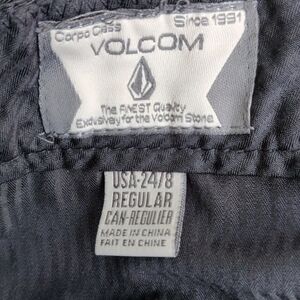 Corpo Class Since 1991
VOLCOM
The FINEST Quality
Exclusively for the Volcom Stone
USA-24/8
REGULAR
CAN-REGULIER
MADE IN CHINA
FAIT EN CHINE